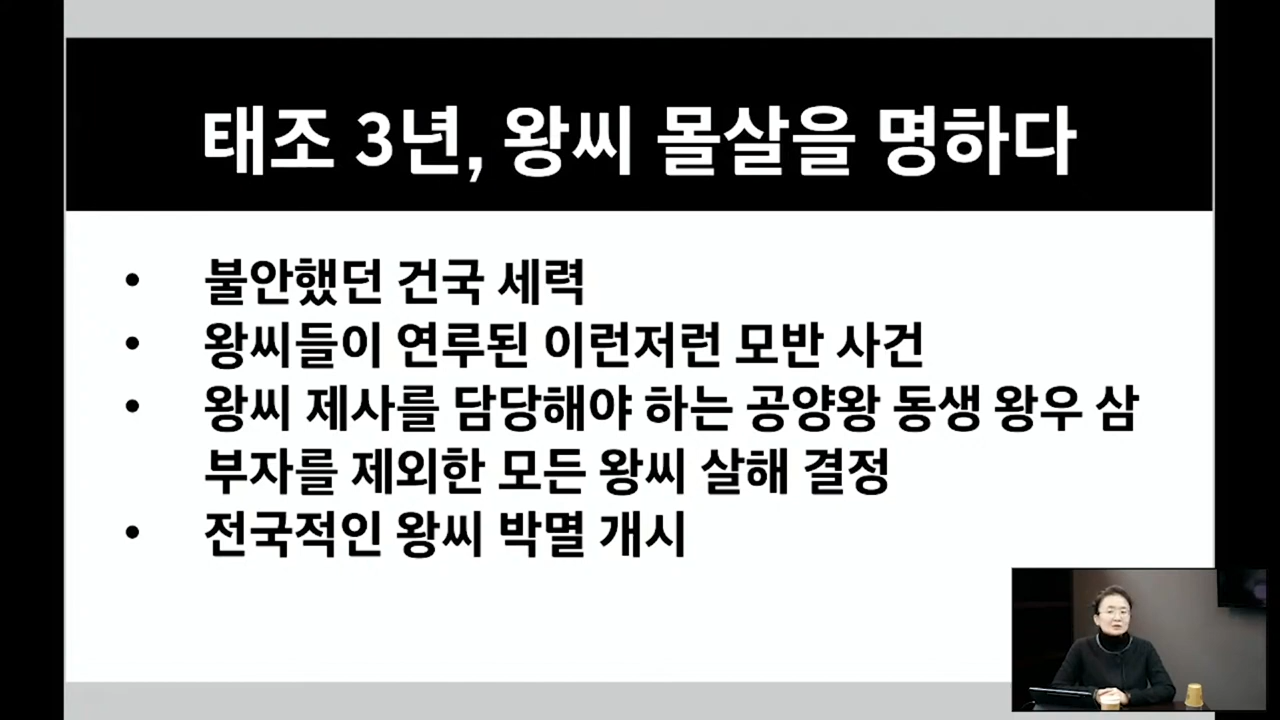 태조 3년, 왕씨 몰살을 명하다
• 불안했던 건국 세력
• 왕씨들이 연루된 이런저런 모반 사건
• 왕씨 제사를 담당해야 하는 공양왕 동생 왕우 삼
부자를 제외한 모든 왕씨 살해 결정
• 전국적인 왕씨 박멸 개시